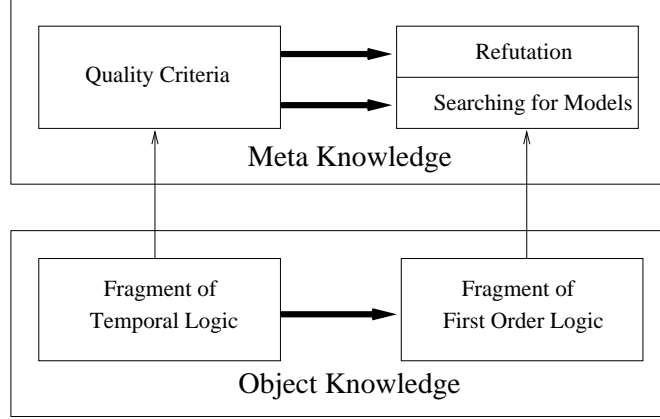 Quality Criteria
Refutation
Searching for Models
Meta Knowledge
Fragment of
Temporal Logic
Fragment of
First Order Logic
Object Knowledge